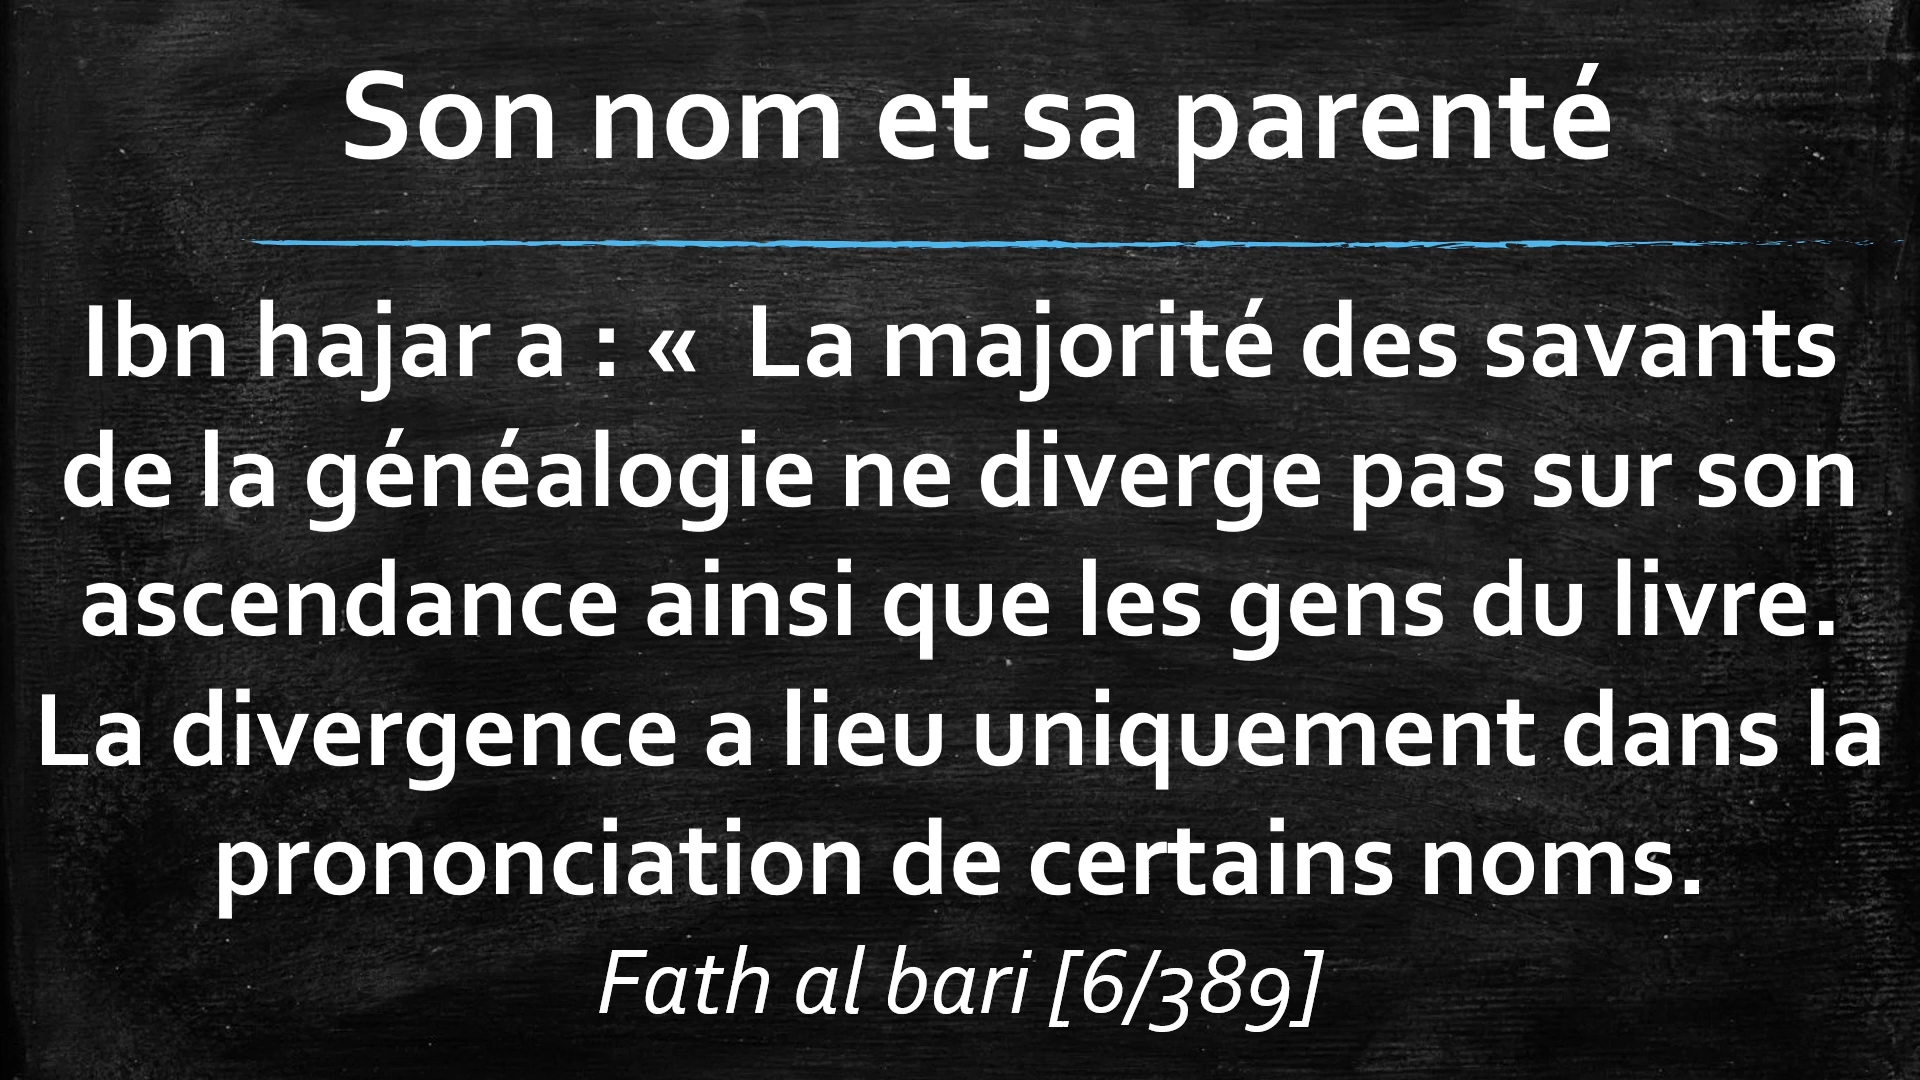 Son nom et sa parenté
Ibn hajar a : «  La majorité des savants
de la généalogie ne diverge pas sur son
ascendance ainsi que les gens du livre.
La divergence a lieu uniquement dans la
prononciation de certains noms.
Fath al bari [6/389]